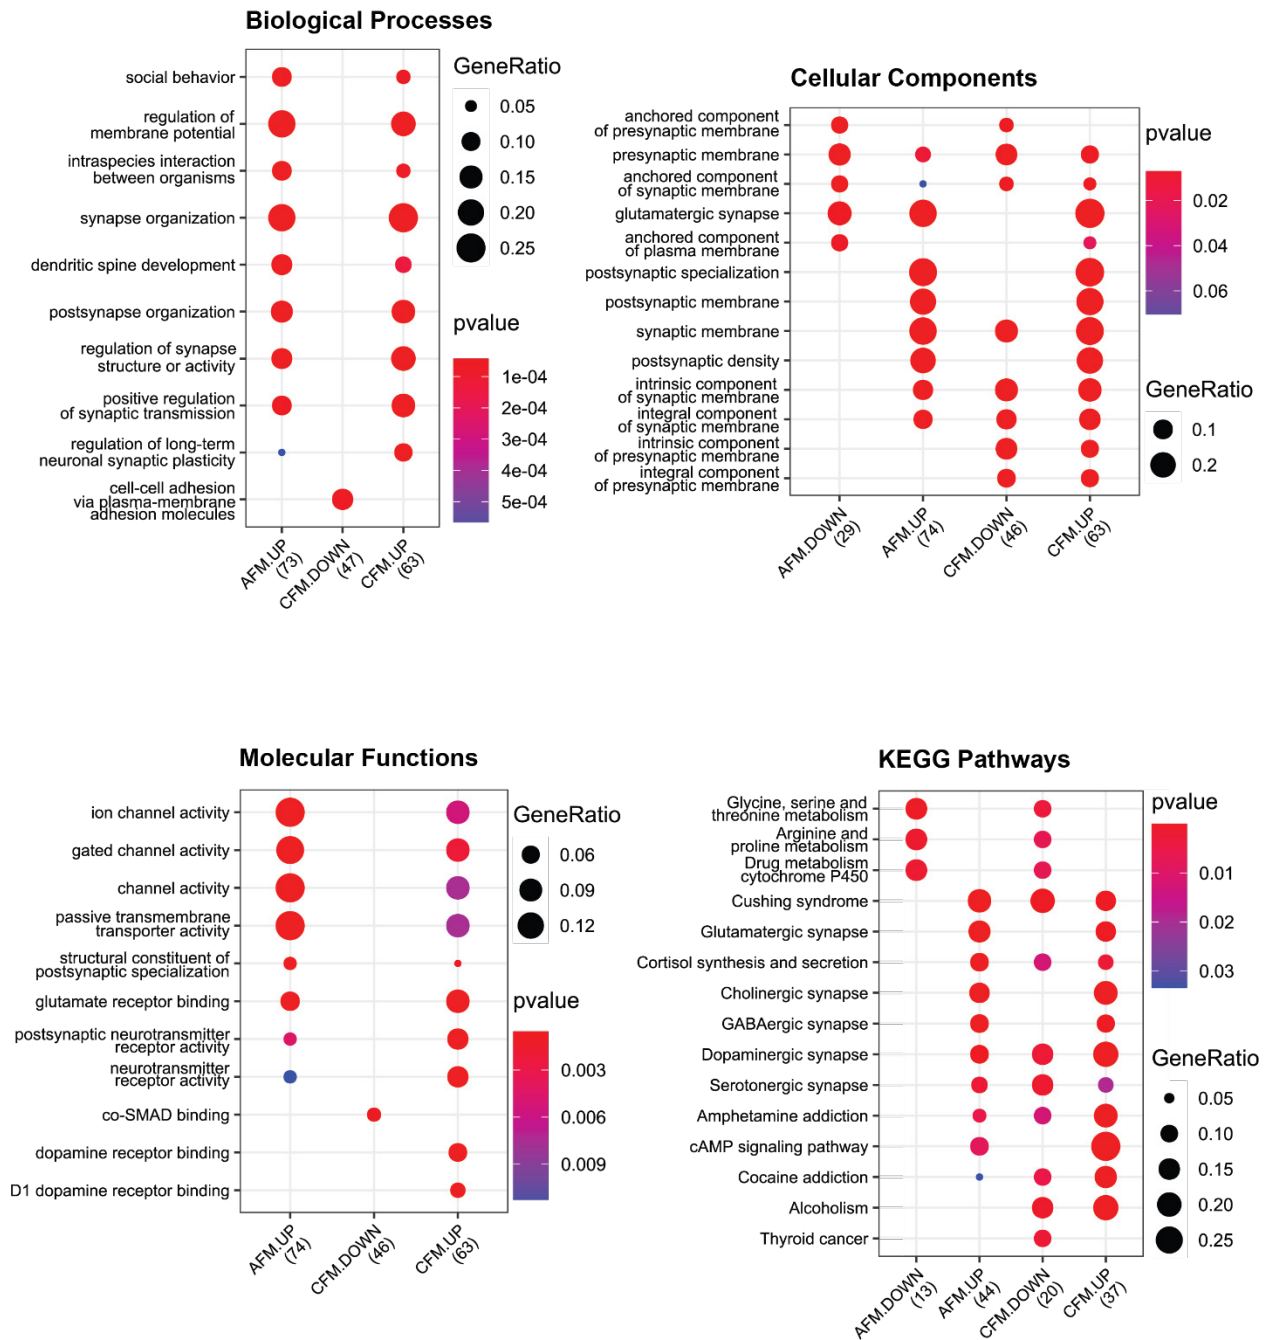 Biological Processes
social behavior
regulation of
membrane potential
intraspecies interaction
between organisms
synapse organization
dendritic spine development
postsynapse organization
regulation of synapse
structure or activity
positive regulation
of synaptic transmission
regulation of long-term
neuronal synaptic plasticity
cell-cell adhesion
via plasma-membrane
adhesion molecules
AFM.UP
(73)
CFM.DOWN
(47)
CFM.UP
(63)
GeneRatio
0.05
0.10
0.15
0.20
0.25
pvalue
1e-04
2e-04
3e-04
4e-04
5e-04
Cellular Components
anchored component
of presynaptic membrane
presynaptic membrane
anchored component
of synaptic membrane
glutamatergic synapse
anchored component
of plasma membrane
postsynaptic specialization
postsynaptic membrane
synaptic membrane
postsynaptic density
intrinsic component
of synaptic membrane
integral component
of synaptic membrane
intrinsic component
of presynaptic membrane
integral component
of presynaptic membrane
AFM.DOWN
(29)
AFM.UP
(74)
CFM.DOWN
(46)
CFM.UP
(63)
pvalue
0.02
0.04
0.06
GeneRatio
0.1
0.2
Molecular Functions
ion channel activity
gated channel activity
channel activity
passive transmembrane
transporter activity
structural constituent of
postsynaptic specialization
glutamate receptor binding
postsynaptic neurotransmitter
receptor activity
neurotransmitter
receptor activity
co-SMAD binding
dopamine receptor binding
D1 dopamine receptor binding
AFM.UP
(74)
CFM.DOWN
(46)
CFM.UP
(63)
GeneRatio
0.06
0.09
0.12
pvalue
0.003
0.006
0.009
KEGG Pathways
Glycine, serine and
threonine metabolism
Arginine and
proline metabolism
Drug metabolism
cytochrome P450
Cushing syndrome
Glutamatergic synapse
Cortisol synthesis and secretion
Cholinergic synapse
GABAergic synapse
Dopaminergic synapse
Serotonergic synapse
Amphetamine addiction
cAMP signaling pathway
Cocaine addiction
Alcoholism
Thyroid cancer
AFM.DOWN
(13)
AFM.UP
(44)
CFM.DOWN
(20)
CFM.UP
(37)
pvalue
0.01
0.02
0.03
GeneRatio
0.05
0.10
0.15
0.20
0.25